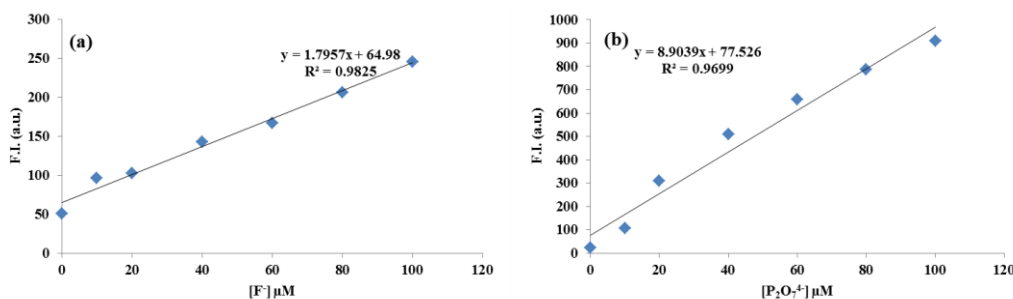 (a)
y = 1.7957x + 64.98
R² = 0.9825
300
250
200
150
100
50
0
F.I. (a.u.)
0 20 40 60 80 100 120
[F⁻] μM
(b)
y = 8.9039x + 77.526
R² = 0.9699
1000
900
800
700
600
500
400
300
200
100
0
F.I. (a.u.)
0 20 40 60 80 100 120
[P₂O₇⁴⁻] μM